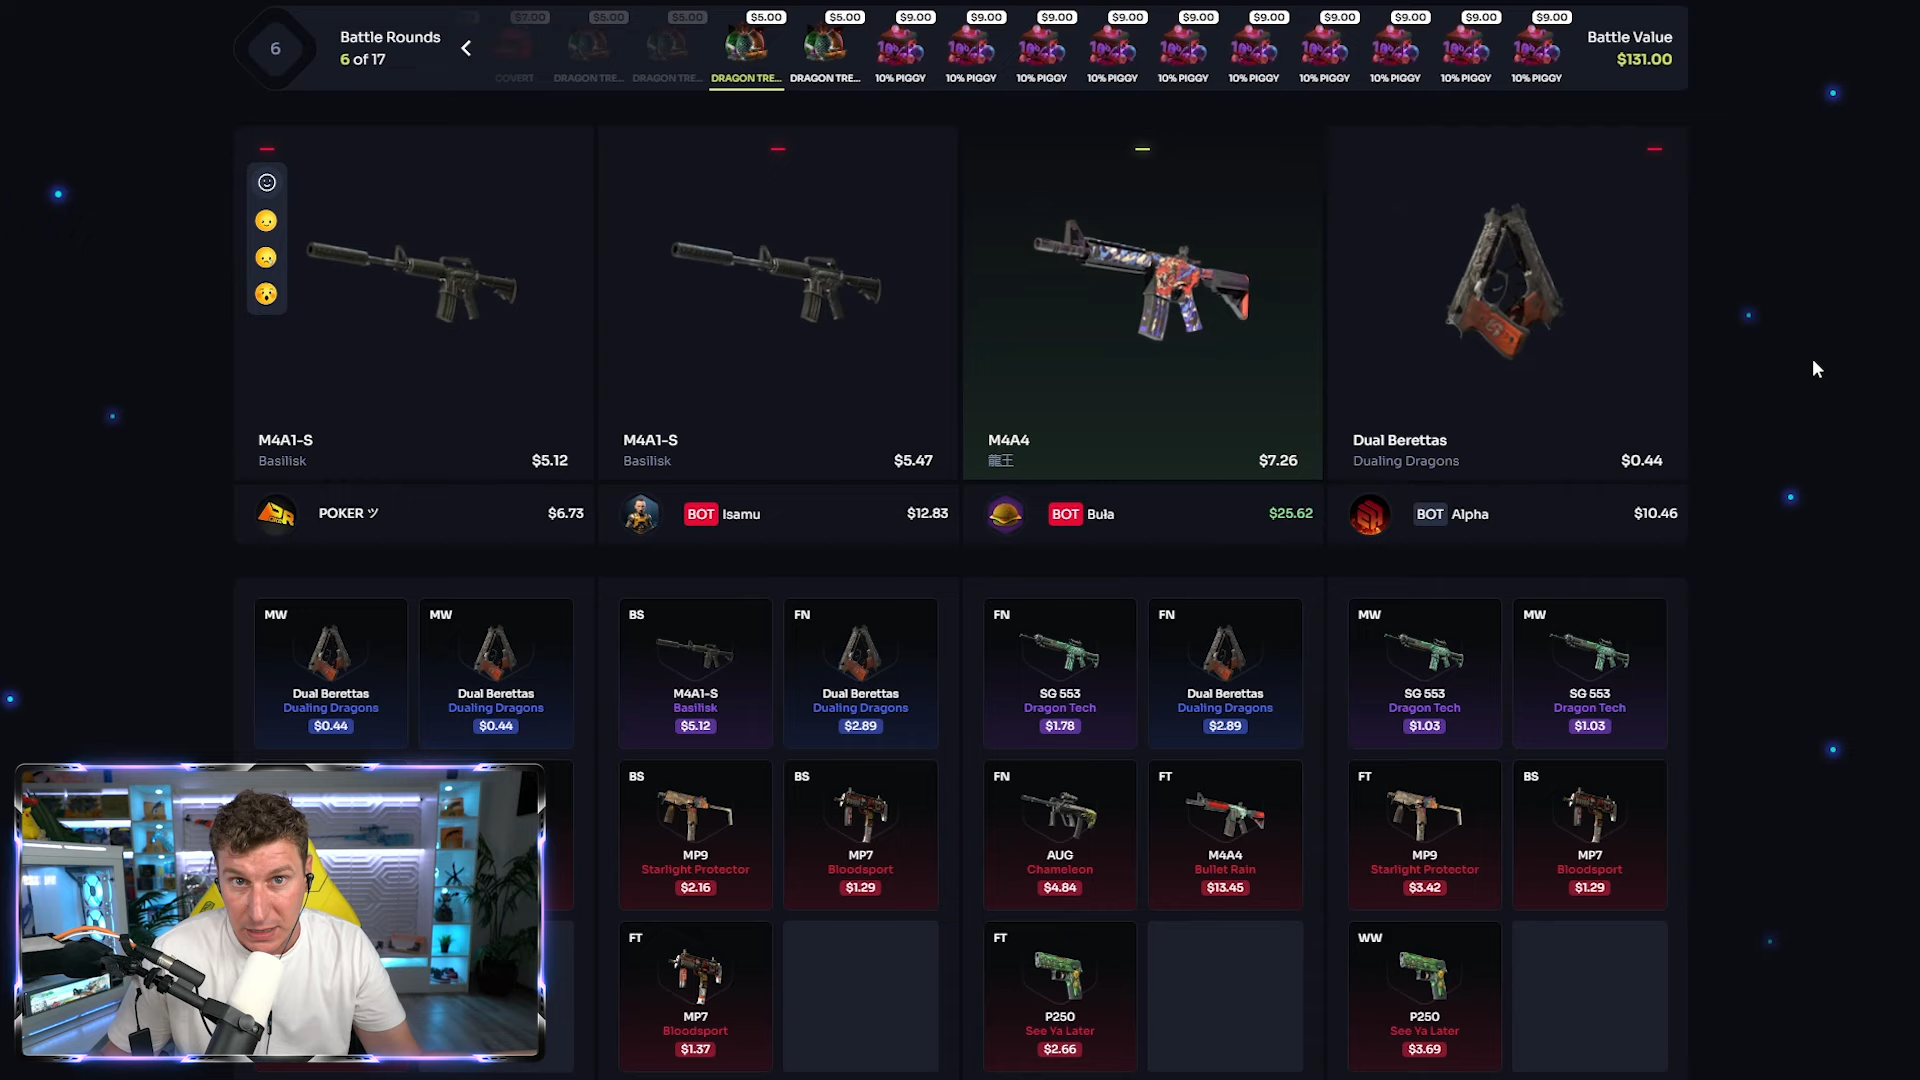 6
Battle Rounds
6 of 17
$7.00
COVERT
$5.00
DRAGON TRE...
$5.00
DRAGON TRE...
$5.00
DRAGON TRE...
$5.00
DRAGON TRE...
$9.00
10% PIGGY
$9.00
10% PIGGY
$9.00
10% PIGGY
$9.00
10% PIGGY
$9.00
10% PIGGY
$9.00
10% PIGGY
$9.00
10% PIGGY
$9.00
10% PIGGY
$9.00
10% PIGGY
$9.00
10% PIGGY
Battle Value
$131.00
M4A1-S
Basilisk
$5.12
M4A1-S
Basilisk
$5.47
M4A4
龍王
$7.26
Dual Berettas
Dualing Dragons
$0.44
POKER ツ
$6.73
BOT Isamu
$12.83
BOT Buła
$25.62
BOT Alpha
$10.46
MW
Dual Berettas
Dualing Dragons
$0.44
MW
Dual Berettas
Dualing Dragons
$0.44
BS
M4A1-S
Basilisk
$5.12
FN
Dual Berettas
Dualing Dragons
$2.89
FN
SG 553
Dragon Tech
$1.78
FN
Dual Berettas
Dualing Dragons
$2.89
MW
SG 553
Dragon Tech
$1.03
MW
SG 553
Dragon Tech
$1.03
BS
MP9
Starlight Protector
$2.16
BS
MP7
Bloodsport
$1.29
FN
AUG
Chameleon
$4.84
FT
M4A4
Bullet Rain
$13.45
FT
MP9
Starlight Protector
$3.42
BS
MP7
Bloodsport
$1.29
FT
MP7
Bloodsport
$1.37
FT
P250
See Ya Later
$2.66
WW
P250
See Ya Later
$3.69